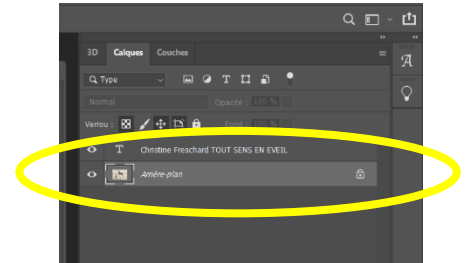 3D Calques Couches
Type
Normal Opacité : 100 %
Verrou : Fond : 100 %
T Christine Freschard TOUT SENS EN EVEIL
Arrière-plan